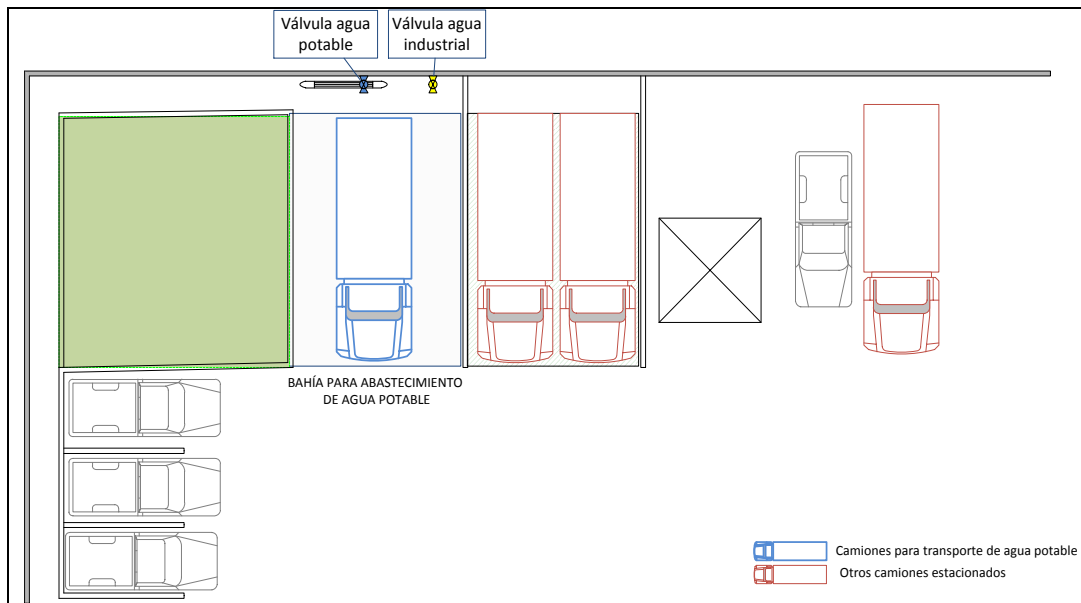 Válvula agua
potable
Válvula agua
industrial
BAHÍA PARA ABASTECIMIENTO
DE AGUA POTABLE
Camiones para transporte de agua potable
Otros camiones estacionados